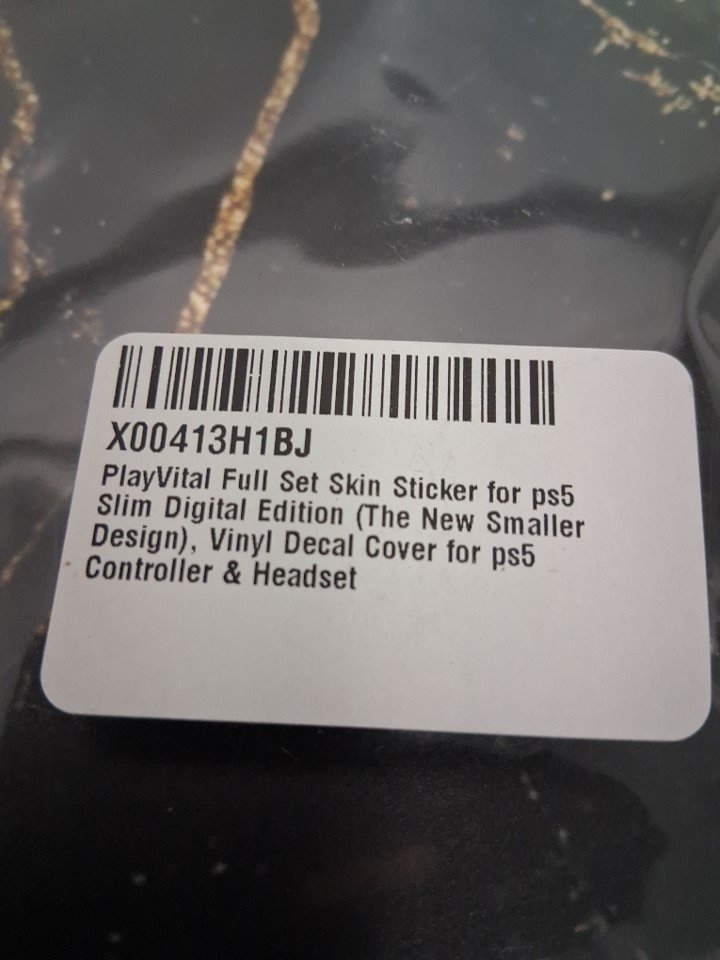 X00413H1BJ
PlayVital Full Set Skin Sticker for ps5
Slim Digital Edition (The New Smaller
Design), Vinyl Decal Cover for ps5
Controller & Headset